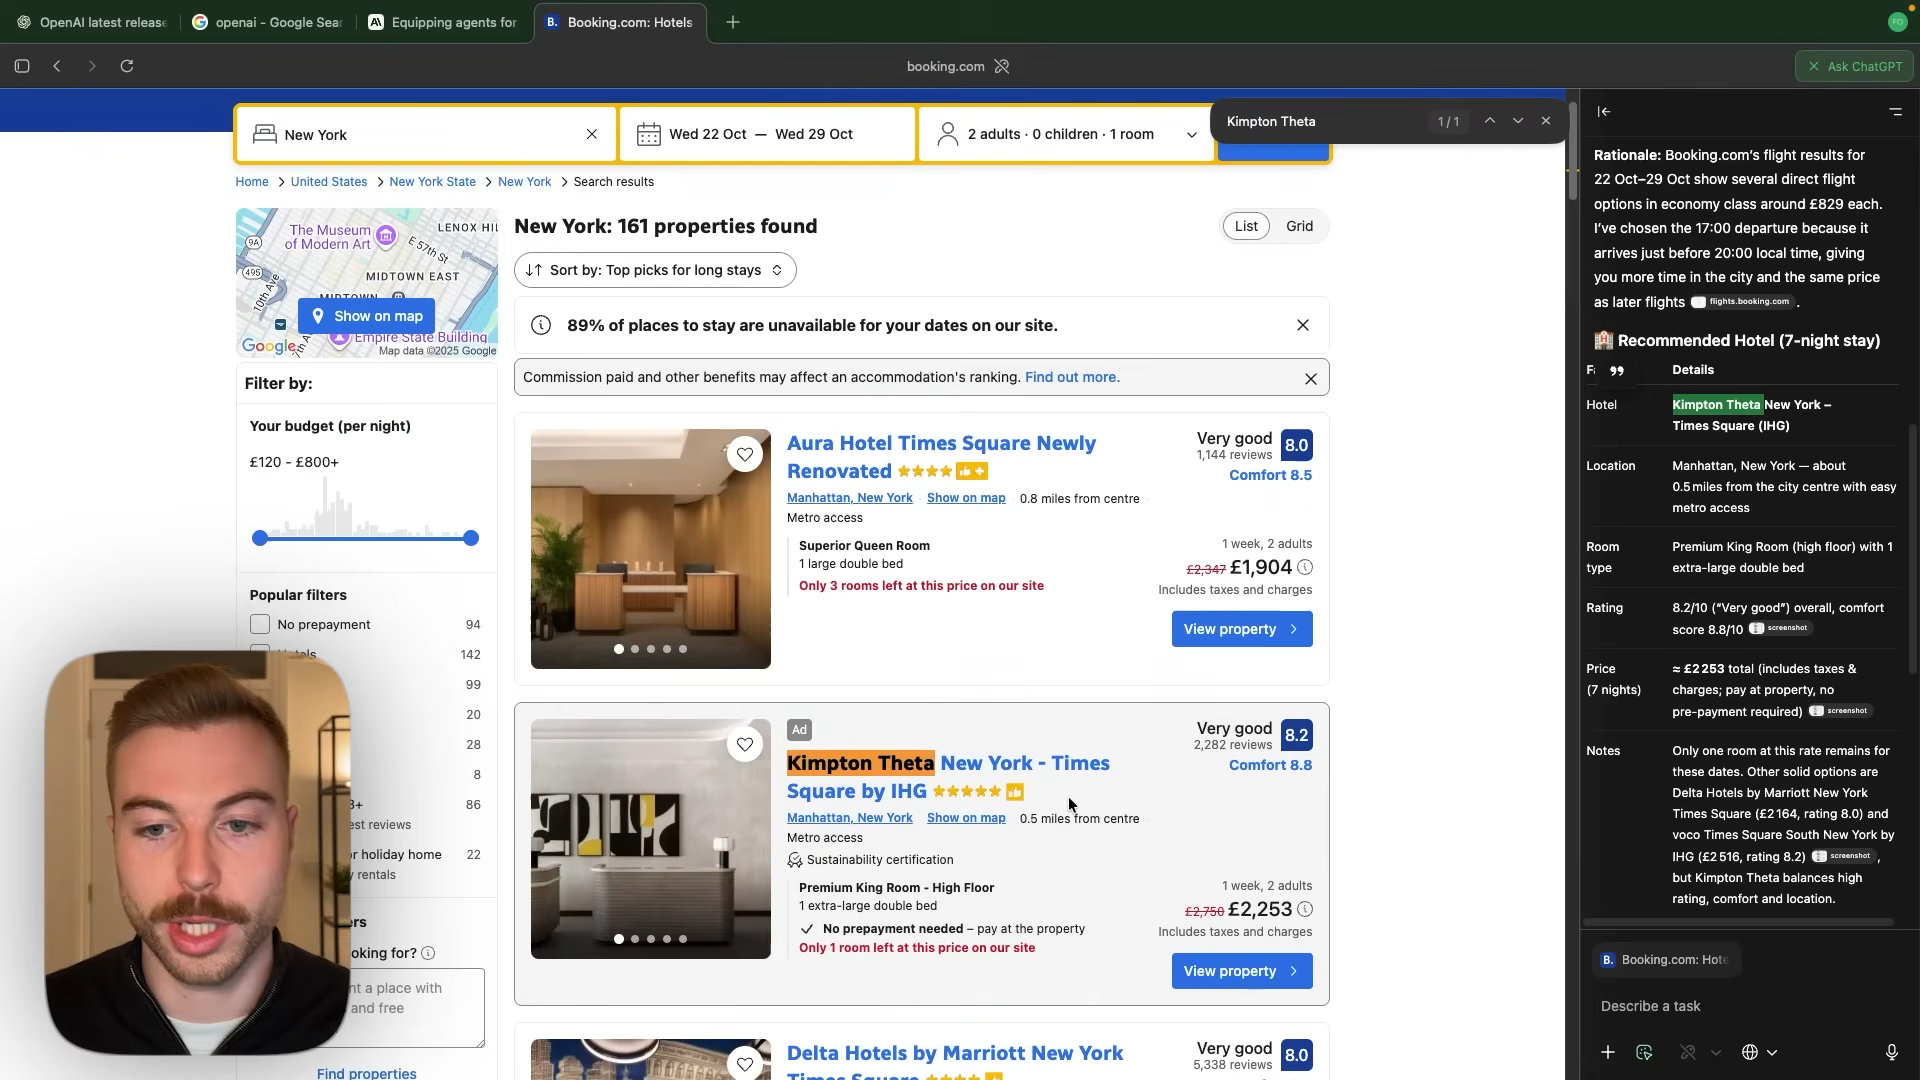 OpenAI latest release
openai - Google Sear
Equipping agents for
B. Booking.com: Hotels
FO
booking.com
Ask ChatGPT
New York
Wed 22 Oct — Wed 29 Oct
2 adults · 0 children · 1 room
Kimpton Theta
1/1
Home > United States > New York State > New York > Search results
The Museum
of Modern Art
LENOX HIL
E 57th St
9A
495
10th Ave
MIDTOWN EAST
MIDTOWN
Show on map
Empire State Building
Google
Map data ©2025 Google
Filter by:
Your budget (per night)
£120 - £800+
Popular filters
No prepayment 94
Hotels 142
99
20
28
8
3+ 86
est reviews
or holiday home 22
y rentals
ers
oking for?
nt a place with
and free
Find properties
New York: 161 properties found
List
Grid
Sort by: Top picks for long stays
89% of places to stay are unavailable for your dates on our site.
Commission paid and other benefits may affect an accommodation's ranking. Find out more.
Aura Hotel Times Square Newly
Renovated
Manhattan, New York Show on map 0.8 miles from centre
Metro access
Superior Queen Room
1 large double bed
Only 3 rooms left at this price on our site
Very good 8.0
1,144 reviews
Comfort 8.5
1 week, 2 adults
£2,347 £1,904
Includes taxes and charges
View property
Ad
Kimpton Theta New York - Times
Square by IHG
Manhattan, New York Show on map 0.5 miles from centre
Metro access
Sustainability certification
Premium King Room - High Floor
1 extra-large double bed
No prepayment needed – pay at the property
Only 1 room left at this price on our site
Very good 8.2
2,282 reviews
Comfort 8.8
1 week, 2 adults
£2,750 £2,253
Includes taxes and charges
View property
Delta Hotels by Marriott New York
Times Square
Very good 8.0
5,338 reviews
Rationale: Booking.com's flight results for
22 Oct–29 Oct show several direct flight
options in economy class around £829 each.
I've chosen the 17:00 departure because it
arrives just before 20:00 local time, giving
you more time in the city and the same price
as later flights flights.booking.com .
Recommended Hotel (7-night stay)
Details
Hotel
Kimpton Theta New York –
Times Square (IHG)
Location
Manhattan, New York — about
0.5 miles from the city centre with easy
metro access
Room
type
Premium King Room (high floor) with 1
extra-large double bed
Rating
8.2/10 (“Very good”) overall, comfort
score 8.8/10 screenshot
Price
(7 nights)
≈ £2 253 total (includes taxes &
charges; pay at property, no
pre-payment required) screenshot
Notes
Only one room at this rate remains for
these dates. Other solid options are
Delta Hotels by Marriott New York
Times Square (£2 164, rating 8.0) and
voco Times Square South New York by
IHG (£2 516, rating 8.2) screenshot ,
but Kimpton Theta balances high
rating, comfort and location.
B. Booking.com: Hote
Describe a task